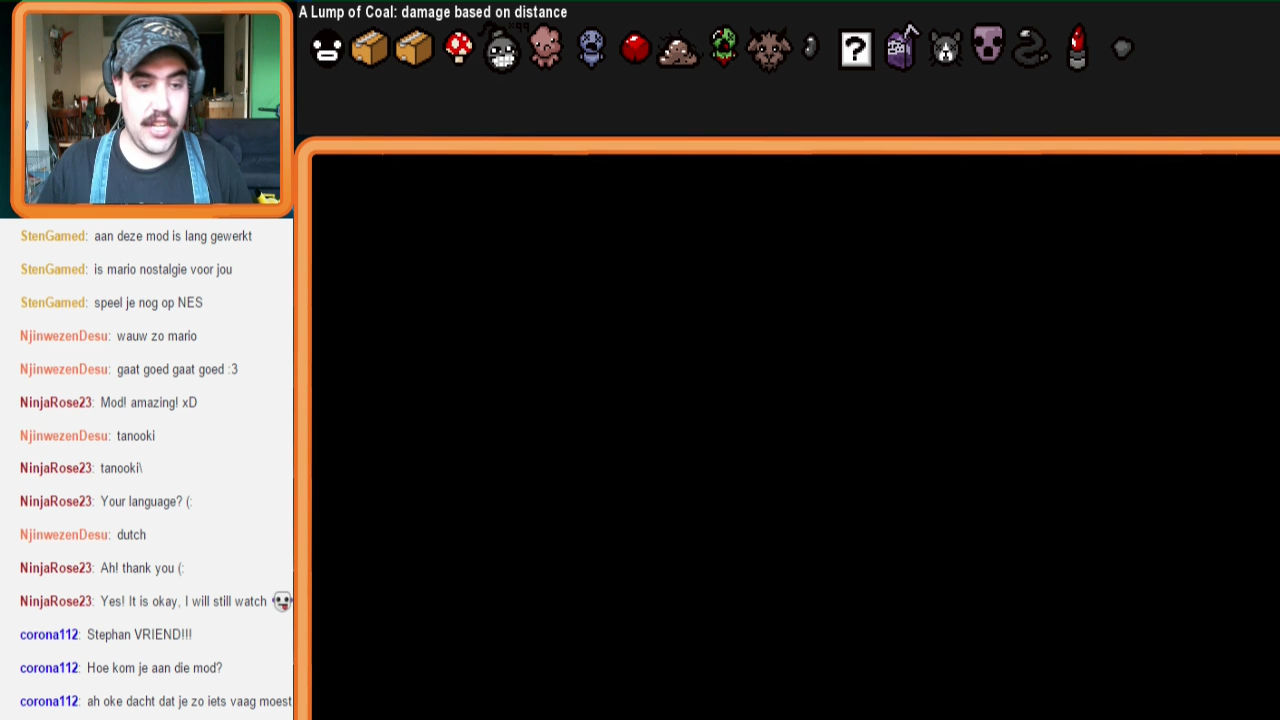 A Lump of Coal: damage based on distance
StenGamed: aan deze mod is lang gewerkt
StenGamed: is mario nostalgie voor jou
StenGamed: speel je nog op NES
NjinwezenDesu: wauw zo mario
NjinwezenDesu: gaat goed gaat goed :3
NinjaRose23: Mod! amazing! xD
NjinwezenDesu: tanooki
NinjaRose23: tanooki\
NinjaRose23: Your language? (:
NjinwezenDesu: dutch
NinjaRose23: Ah! thank you (:
NinjaRose23: Yes! It is okay, I will still watch
corona112: Stephan VRIEND!!!
corona112: Hoe kom je aan die mod?
corona112: ah oke dacht dat je zo iets vaag moest